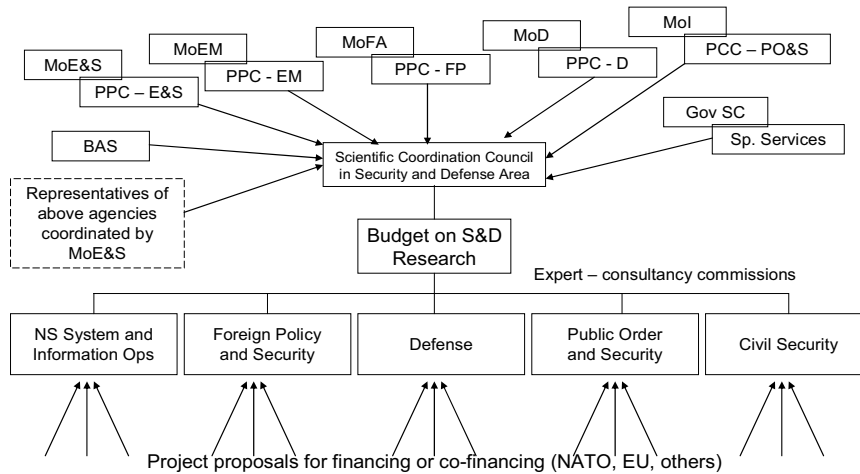 MoI
MoD
MoFA
MoEM
MoE&S
PCC – PO&S
PPC - D
PPC - FP
PPC - EM
PPC – E&S
Gov SC
Sp. Services
BAS
Scientific Coordination Council
in Security and Defense Area
Representatives of
above agencies
coordinated by
MoE&S
Budget on S&D
Research
Expert – consultancy commissions
NS System and
Information Ops
Foreign Policy
and Security
Defense
Public Order
and Security
Civil Security
Project proposals for financing or co-financing (NATO, EU, others)